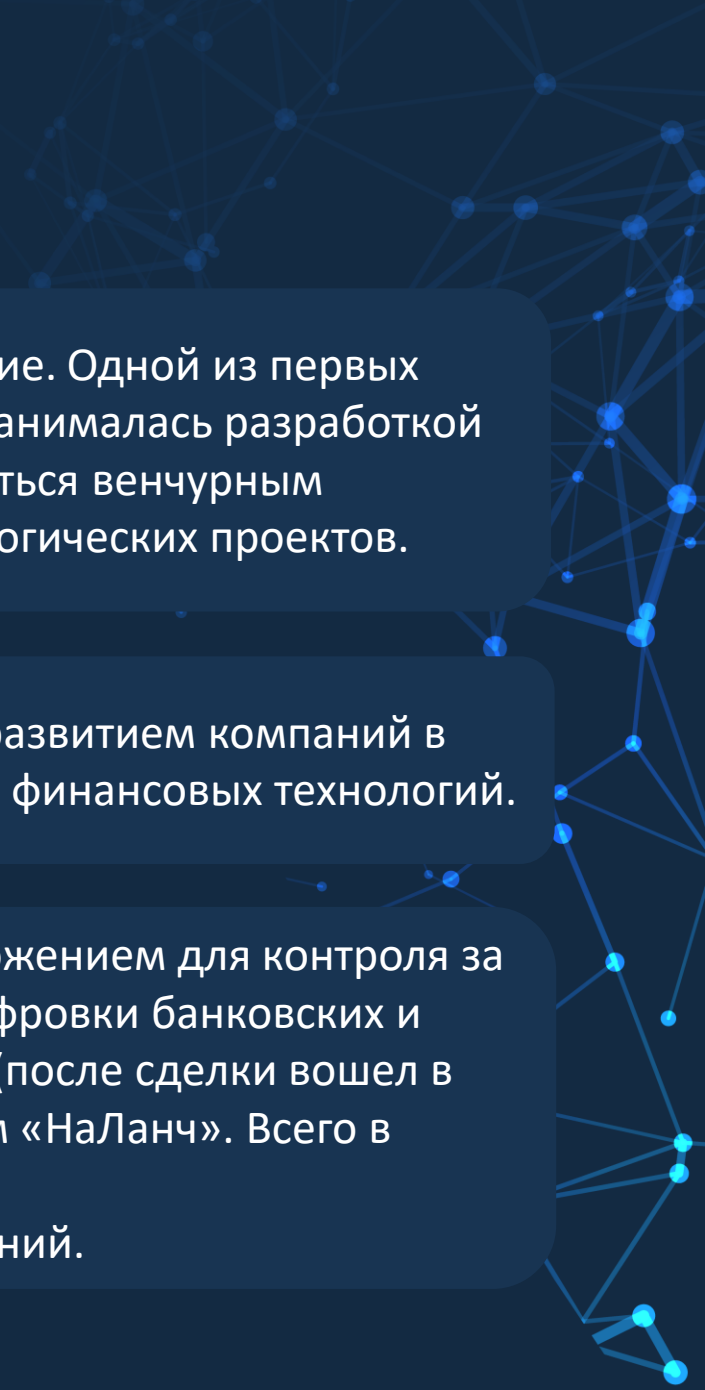 ие. Одной из первых
анималась разработкой
ться венчурным
огических проектов.
развитием компаний в
финансовых технологий.
ожением для контроля за
фровки банковских и
(после сделки вошел в
м «НаЛанч». Всего в
ний.